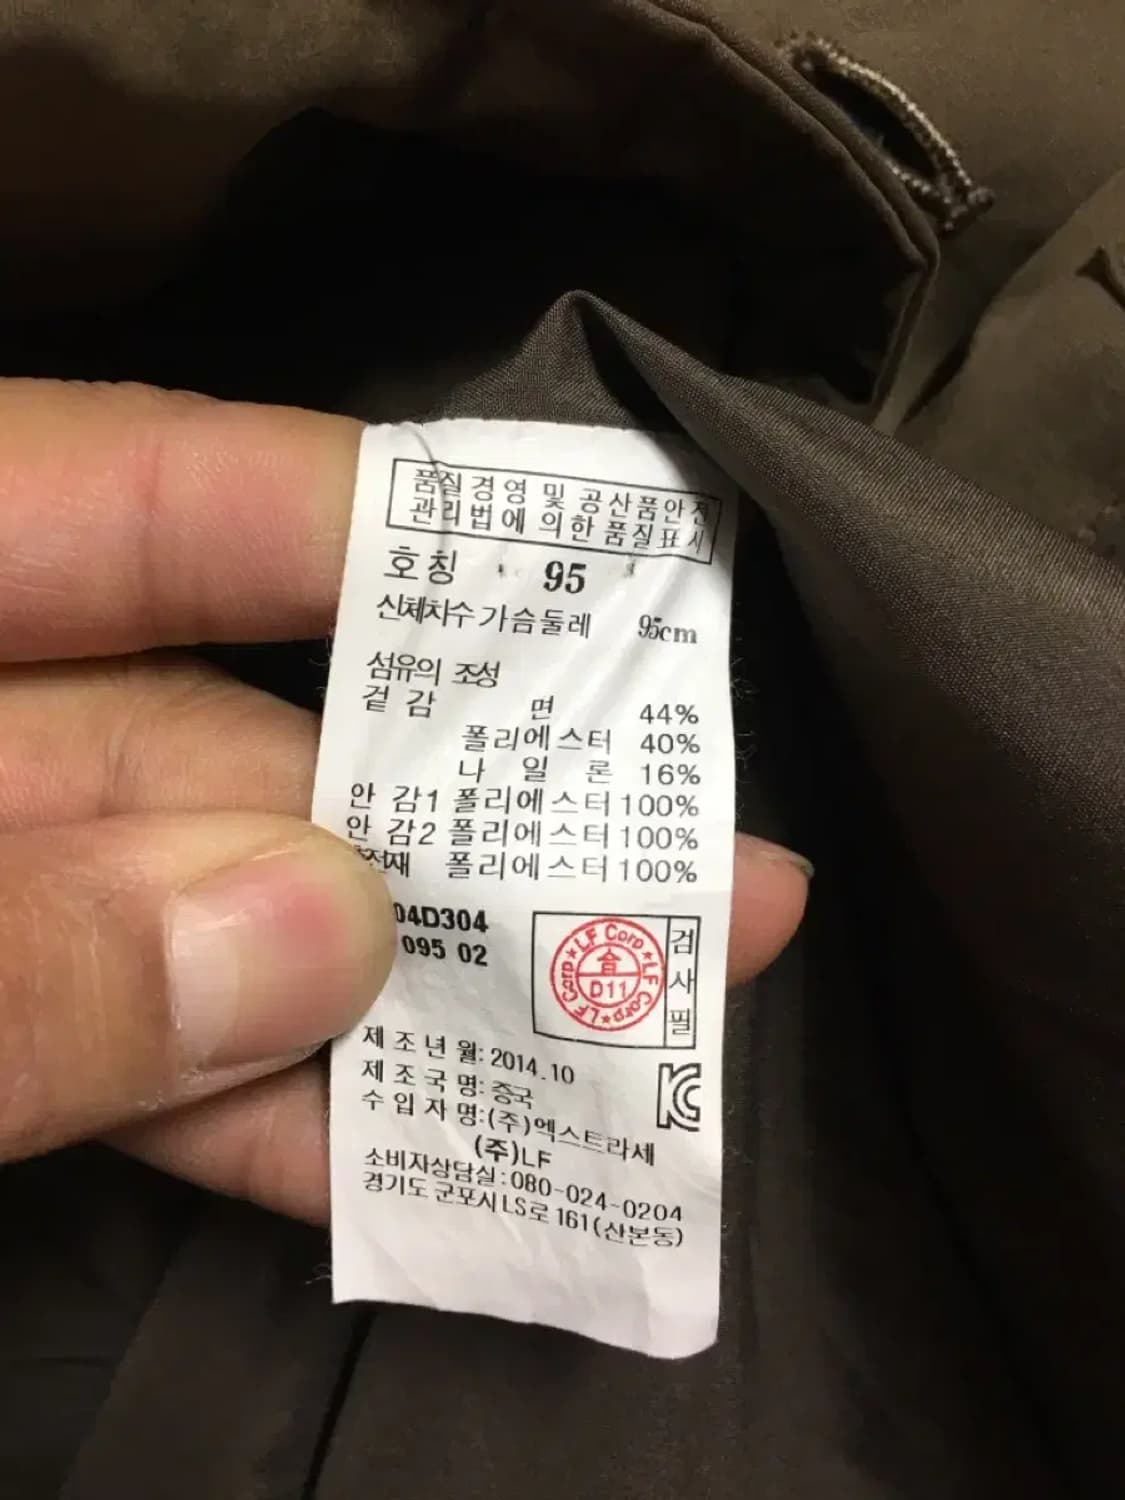 품질경영 및 공산품안전
관리법에 의한 품질표시
호칭 95
신체치수 가슴둘레 95cm
섬유의 조성
겉감 면 44%
폴리에스터 40%
나일론 16%
안감1 폴리에스터 100%
안감2 폴리에스터 100%
충전재 폴리에스터 100%
04D304
095 02
LF Corp★LF Corp★LF Corp★
合
D11
검사필
제조년월: 2014.10
제조국명: 중국
수입자명:(주)엑스트라세
(주)LF
소비자상담실:080-024-0204
경기도 군포시 LS로 161(산본동)